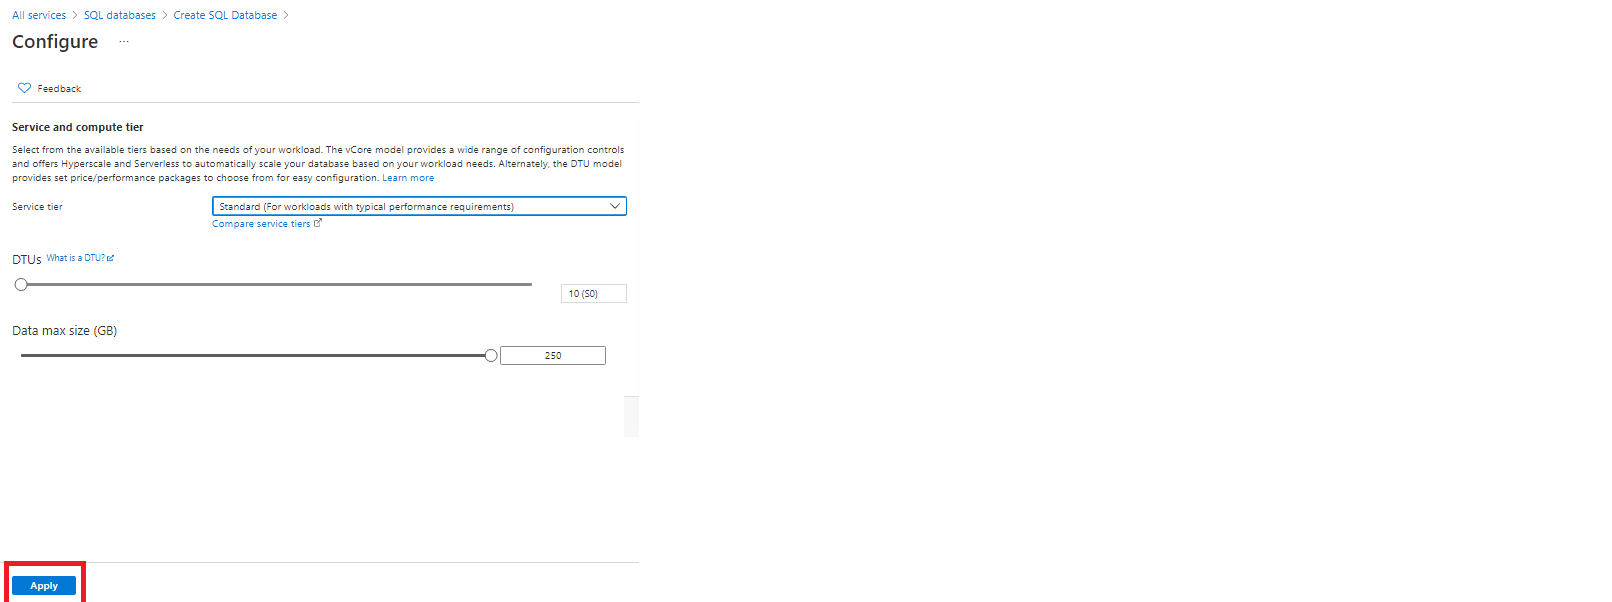 All services > SQL databases > Create SQL Database >
Configure ...
Feedback
Service and compute tier
Select from the available tiers based on the needs of your workload. The vCore model provides a wide range of configuration controls
and offers Hyperscale and Serverless to automatically scale your database based on your workload needs. Alternately, the DTU model
provides set price/performance packages to choose from for easy configuration. Learn more
Service tier
Standard (For workloads with typical performance requirements)
Compare service tiers
DTUs What is a DTU?
10 (S0)
Data max size (GB)
250
Apply